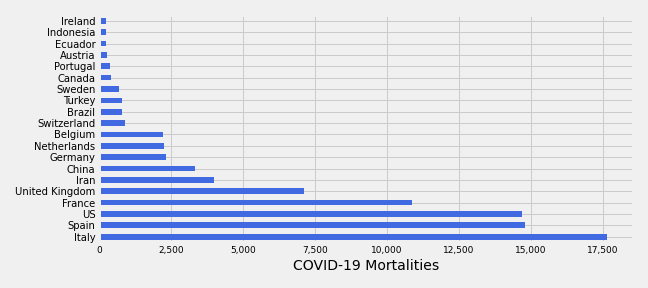 Ireland
Indonesia
Ecuador
Austria
Portugal
Canada
Sweden
Turkey
Brazil
Switzerland
Belgium
Netherlands
Germany
China
Iran
United Kingdom
France
US
Spain
Italy
0 2,500 5,000 7,500 10,000 12,500 15,000 17,500
COVID-19 Mortalities